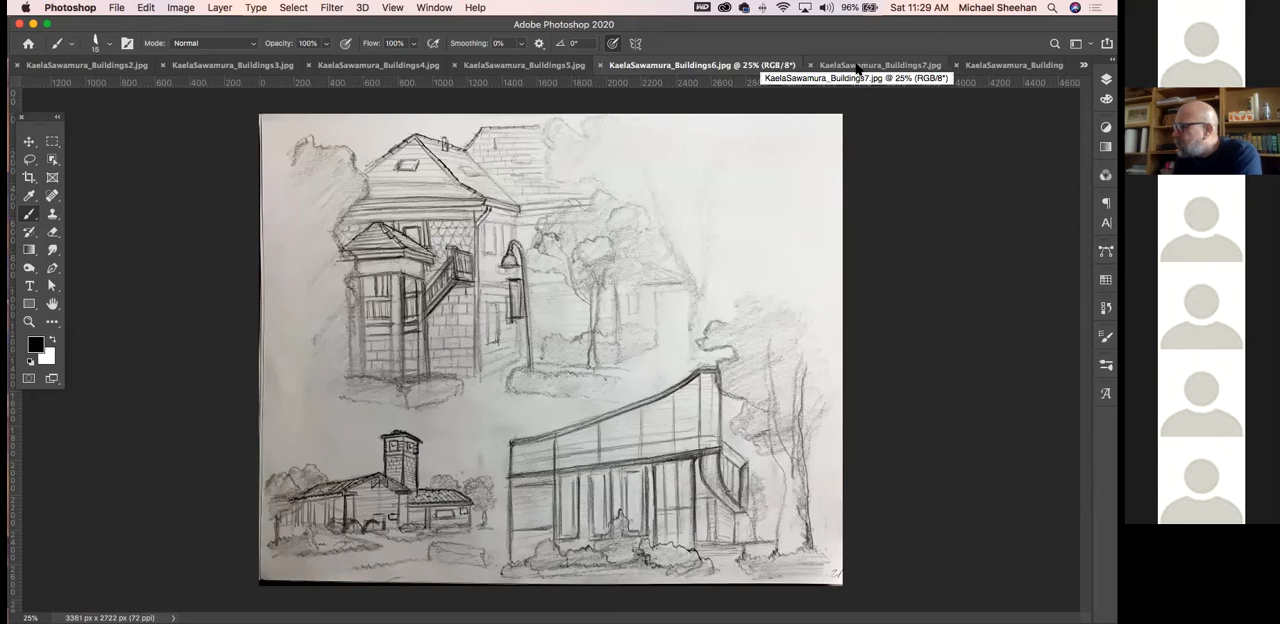 Photoshop File Edit Image Layer Type Select Filter 3D View Window Help 96% Sat 11:29 AM Michael Sheehan
Adobe Photoshop 2020
15 Mode: Normal Opacity: 100% Flow: 100% Smoothing: 0% 0°
KaelaSawamura_Buildings2.jpg KaelaSawamura_Buildings3.jpg KaelaSawamura_Buildings4.jpg KaelaSawamura_Buildings5.jpg KaelaSawamura_Buildings6.jpg @ 25% (RGB/8*) KaelaSawamura_Buildings7.jpg KaelaSawamura_Building
KaelaSawamura_Buildings7.jpg @ 25% (RGB/8*)
25% 3361 px x 2722 px (72 ppi)